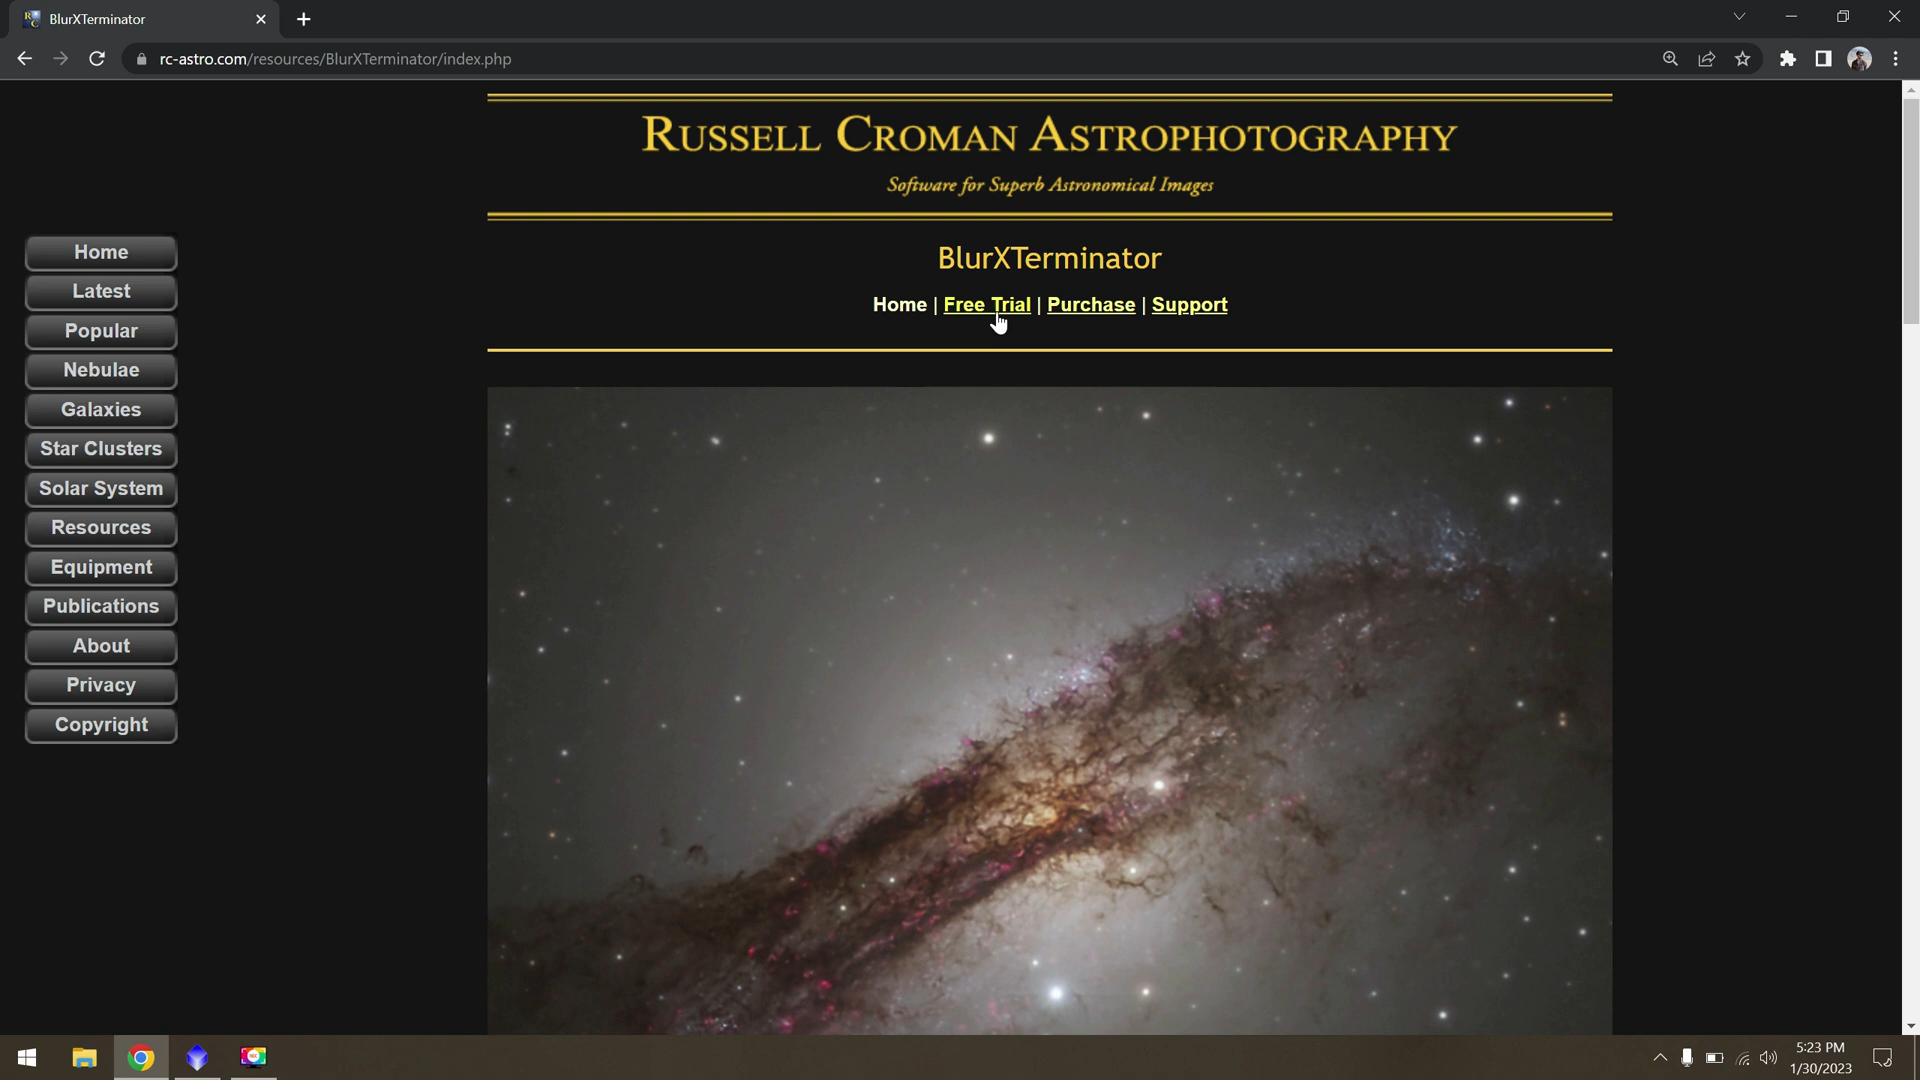 BlurXTerminator
rc-astro.com/resources/BlurXTerminator/index.php
RUSSELL CROMAN ASTROPHOTOGRAPHY
Software for Superb Astronomical Images
BlurXTerminator
Home | Free Trial | Purchase | Support
Home
Latest
Popular
Nebulae
Galaxies
Star Clusters
Solar System
Resources
Equipment
Publications
About
Privacy
Copyright
5:23 PM
1/30/2023